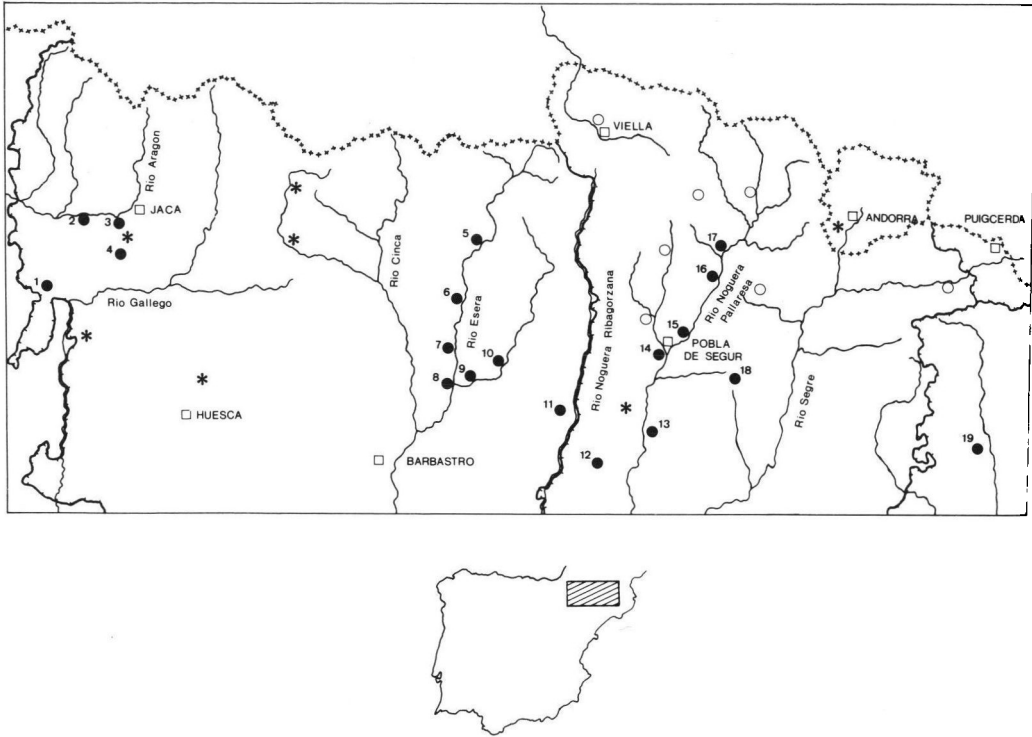 VIELLA
Rio Aragon
2
3
JACA
4
1
Rio Gallego
HUESCA
Rio Cinca
BARBASTRO
5
6
Rio Esera
7
8
9
10
11
12
Rio Noguera Ribagorzana
13
14
15
POBLA
DE SEGUR
16
17
Rio Noguera
Pallaresa
18
Rio Segre
ANDORRA
PUIGCERDA
19